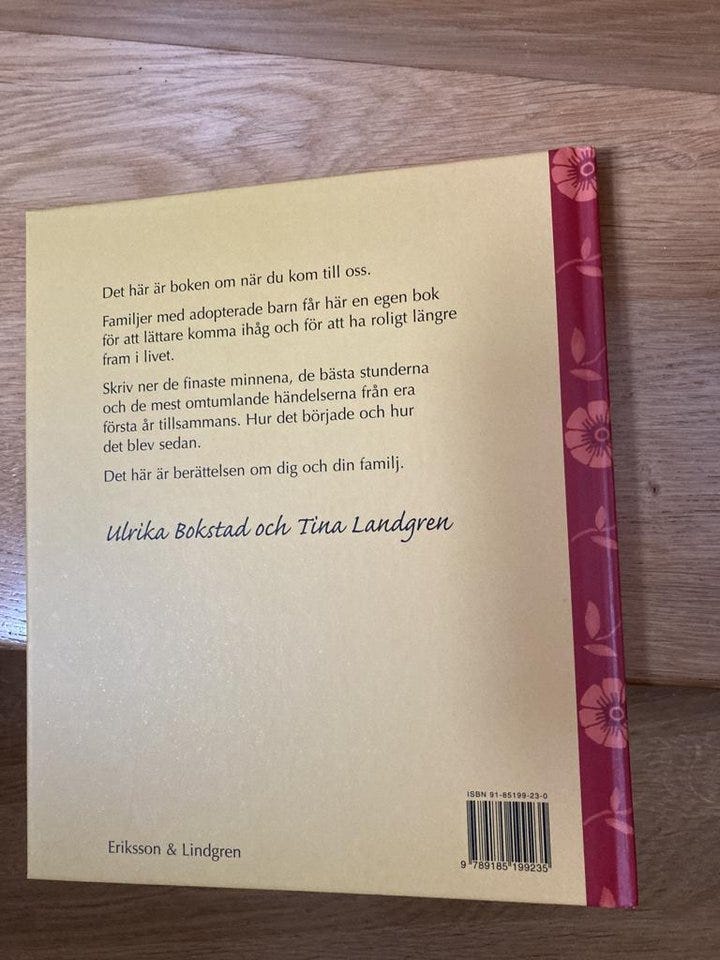 Det här är boken om när du kom till oss.
Familjer med adopterade barn får här en egen bok
för att lättare komma ihåg och för att ha roligt längre
fram i livet.
Skriv ner de finaste minnena, de bästa stunderna
och de mest omtumlande händelserna från era
första år tillsammans. Hur det började och hur
det blev sedan.
Det här är berättelsen om dig och din familj.
Ulrika Bokstad och Tina Landgren
ISBN 91-85199-23-0
9 789185 199235
Eriksson & Lindgren